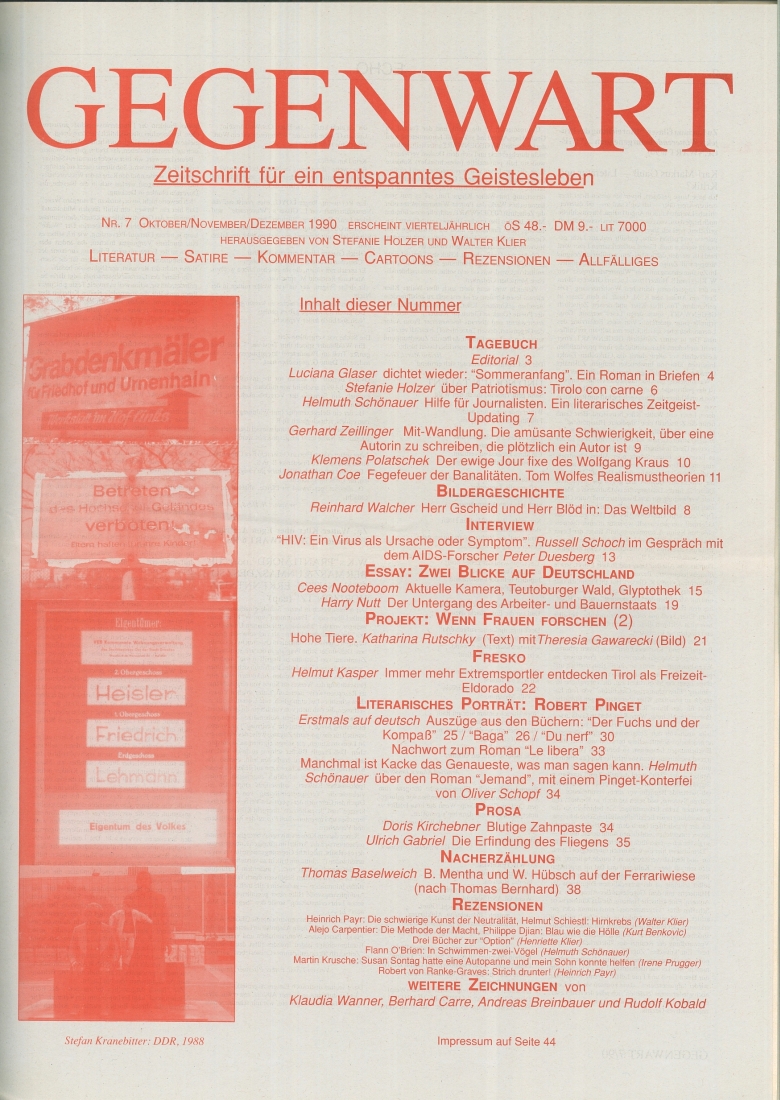 GEGENWART
Zeitschrift für ein entspanntes Geistesleben
NR. 7 OKTOBER/NOVEMBER/DEZEMBER 1990 ERSCHEINT VIERTELJÄHRLICH ÖS 48.- DM 9.- LIT 7000
HERAUSGEGEBEN VON STEFANIE HOLZER UND WALTER KLIER
LITERATUR — SATIRE — KOMMENTAR — CARTOONS — REZENSIONEN — ALLFÄLLIGES
Grabdenkmäler
für Friedhof und Urnenhain
Betreten
des Hochschul-Geländes
verboten!
Eigentümer:
2. Obergeschoss
Heisler
1. Obergeschoss
Friedrich
Erdgeschoss
Lehmann
Eigentum des Volkes
Stefan Kranebitter: DDR, 1988
Inhalt dieser Nummer
TAGEBUCH
Editorial 3
Luciana Glaser dichtet wieder: “Sommeranfang”. Ein Roman in Briefen 4
Stefanie Holzer über Patriotismus: Tirolo con carne 6
Helmuth Schönauer Hilfe für Journalisten. Ein literarisches Zeitgeist-
Updating 7
Gerhard Zeillinger Mit-Wandlung. Die amüsante Schwierigkeit, über eine
Autorin zu schreiben, die plötzlich ein Autor ist 9
Klemens Polatschek Der ewige Jour fixe des Wolfgang Kraus 10
Jonathan Coe Fegefeuer der Banalitäten. Tom Wolfes Realismustheorien 11
BILDERGESCHICHTE
Reinhard Walcher Herr Gscheid und Herr Blöd in: Das Weltbild 8
INTERVIEW
“HIV: Ein Virus als Ursache oder Symptom”. Russell Schoch im Gespräch mit
dem AIDS-Forscher Peter Duesberg 13
ESSAY: ZWEI BLICKE AUF DEUTSCHLAND
Cees Nooteboom Aktuelle Kamera, Teutoburger Wald, Glyptothek 15
Harry Nutt Der Untergang des Arbeiter- und Bauernstaats 19
PROJEKT: WENN FRAUEN FORSCHEN (2)
Hohe Tiere. Katharina Rutschky (Text) mit Theresia Gawarecki (Bild) 21
FRESKO
Helmut Kasper Immer mehr Extremsportler entdecken Tirol als Freizeit-
Eldorado 22
LITERARISCHES PORTRÄT: ROBERT PINGET
Erstmals auf deutsch Auszüge aus den Büchern: “Der Fuchs und der
Kompaß” 25 / “Baga” 26 / “Du nerf” 30
Nachwort zum Roman “Le libera” 33
Manchmal ist Kacke das Genaueste, was man sagen kann. Helmuth
Schönauer über den Roman “Jemand”, mit einem Pinget-Konterfei
von Oliver Schopf 34
PROSA
Doris Kirchebner Blutige Zahnpaste 34
Ulrich Gabriel Die Erfindung des Fliegens 35
NACHERZÄHLUNG
Thomas Baselweich B. Mentha und W. Hübsch auf der Ferrariwiese
(nach Thomas Bernhard) 38
REZENSIONEN
Heinrich Payr: Die schwierige Kunst der Neutralität, Helmut Schiestl: Hirnkrebs (Walter Klier)
Alejo Carpentier: Die Methode der Macht, Philippe Djian: Blau wie die Hölle (Kurt Benkovic)
Drei Bücher zur “Option” (Henriette Klier)
Flann O'Brien: In Schwimmen-zwei-Vögel (Helmuth Schönauer)
Martin Krusche: Susan Sontag hatte eine Autopanne und mein Sohn konnte helfen (Irene Prugger)
Robert von Ranke-Graves: Strich drunter! (Heinrich Payr)
WEITERE ZEICHNUNGEN von
Klaudia Wanner, Berhard Carre, Andreas Breinbauer und Rudolf Kobald
Impressum auf Seite 44